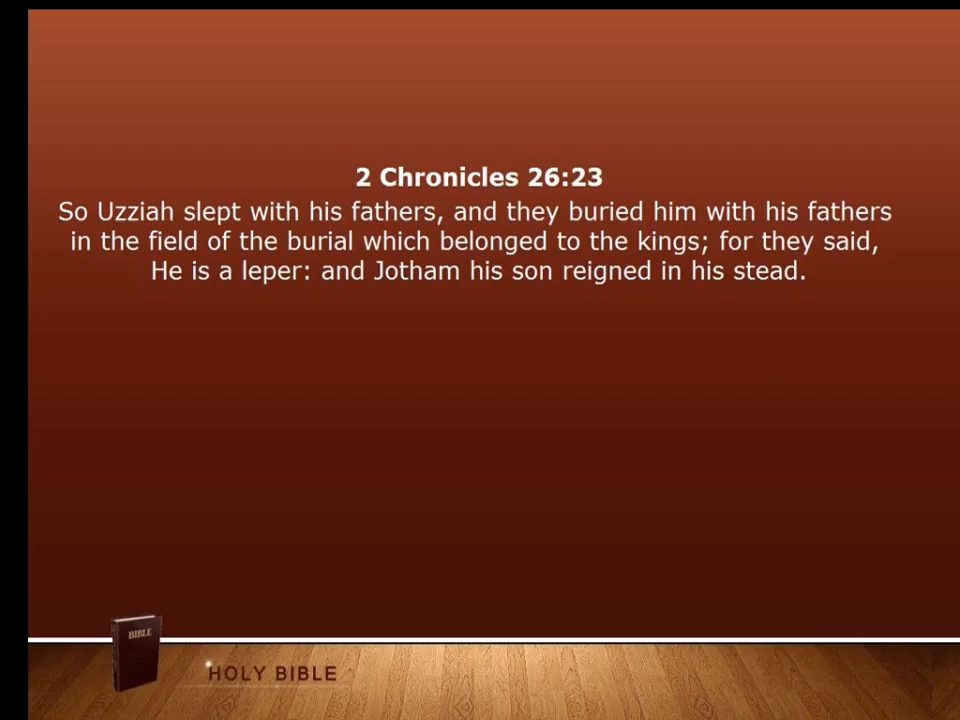 2 Chronicles 26:23
So Uzziah slept with his fathers, and they buried him with his fathers
in the field of the burial which belonged to the kings; for they said,
He is a leper: and Jotham his son reigned in his stead.
BIBLE
HOLY BIBLE